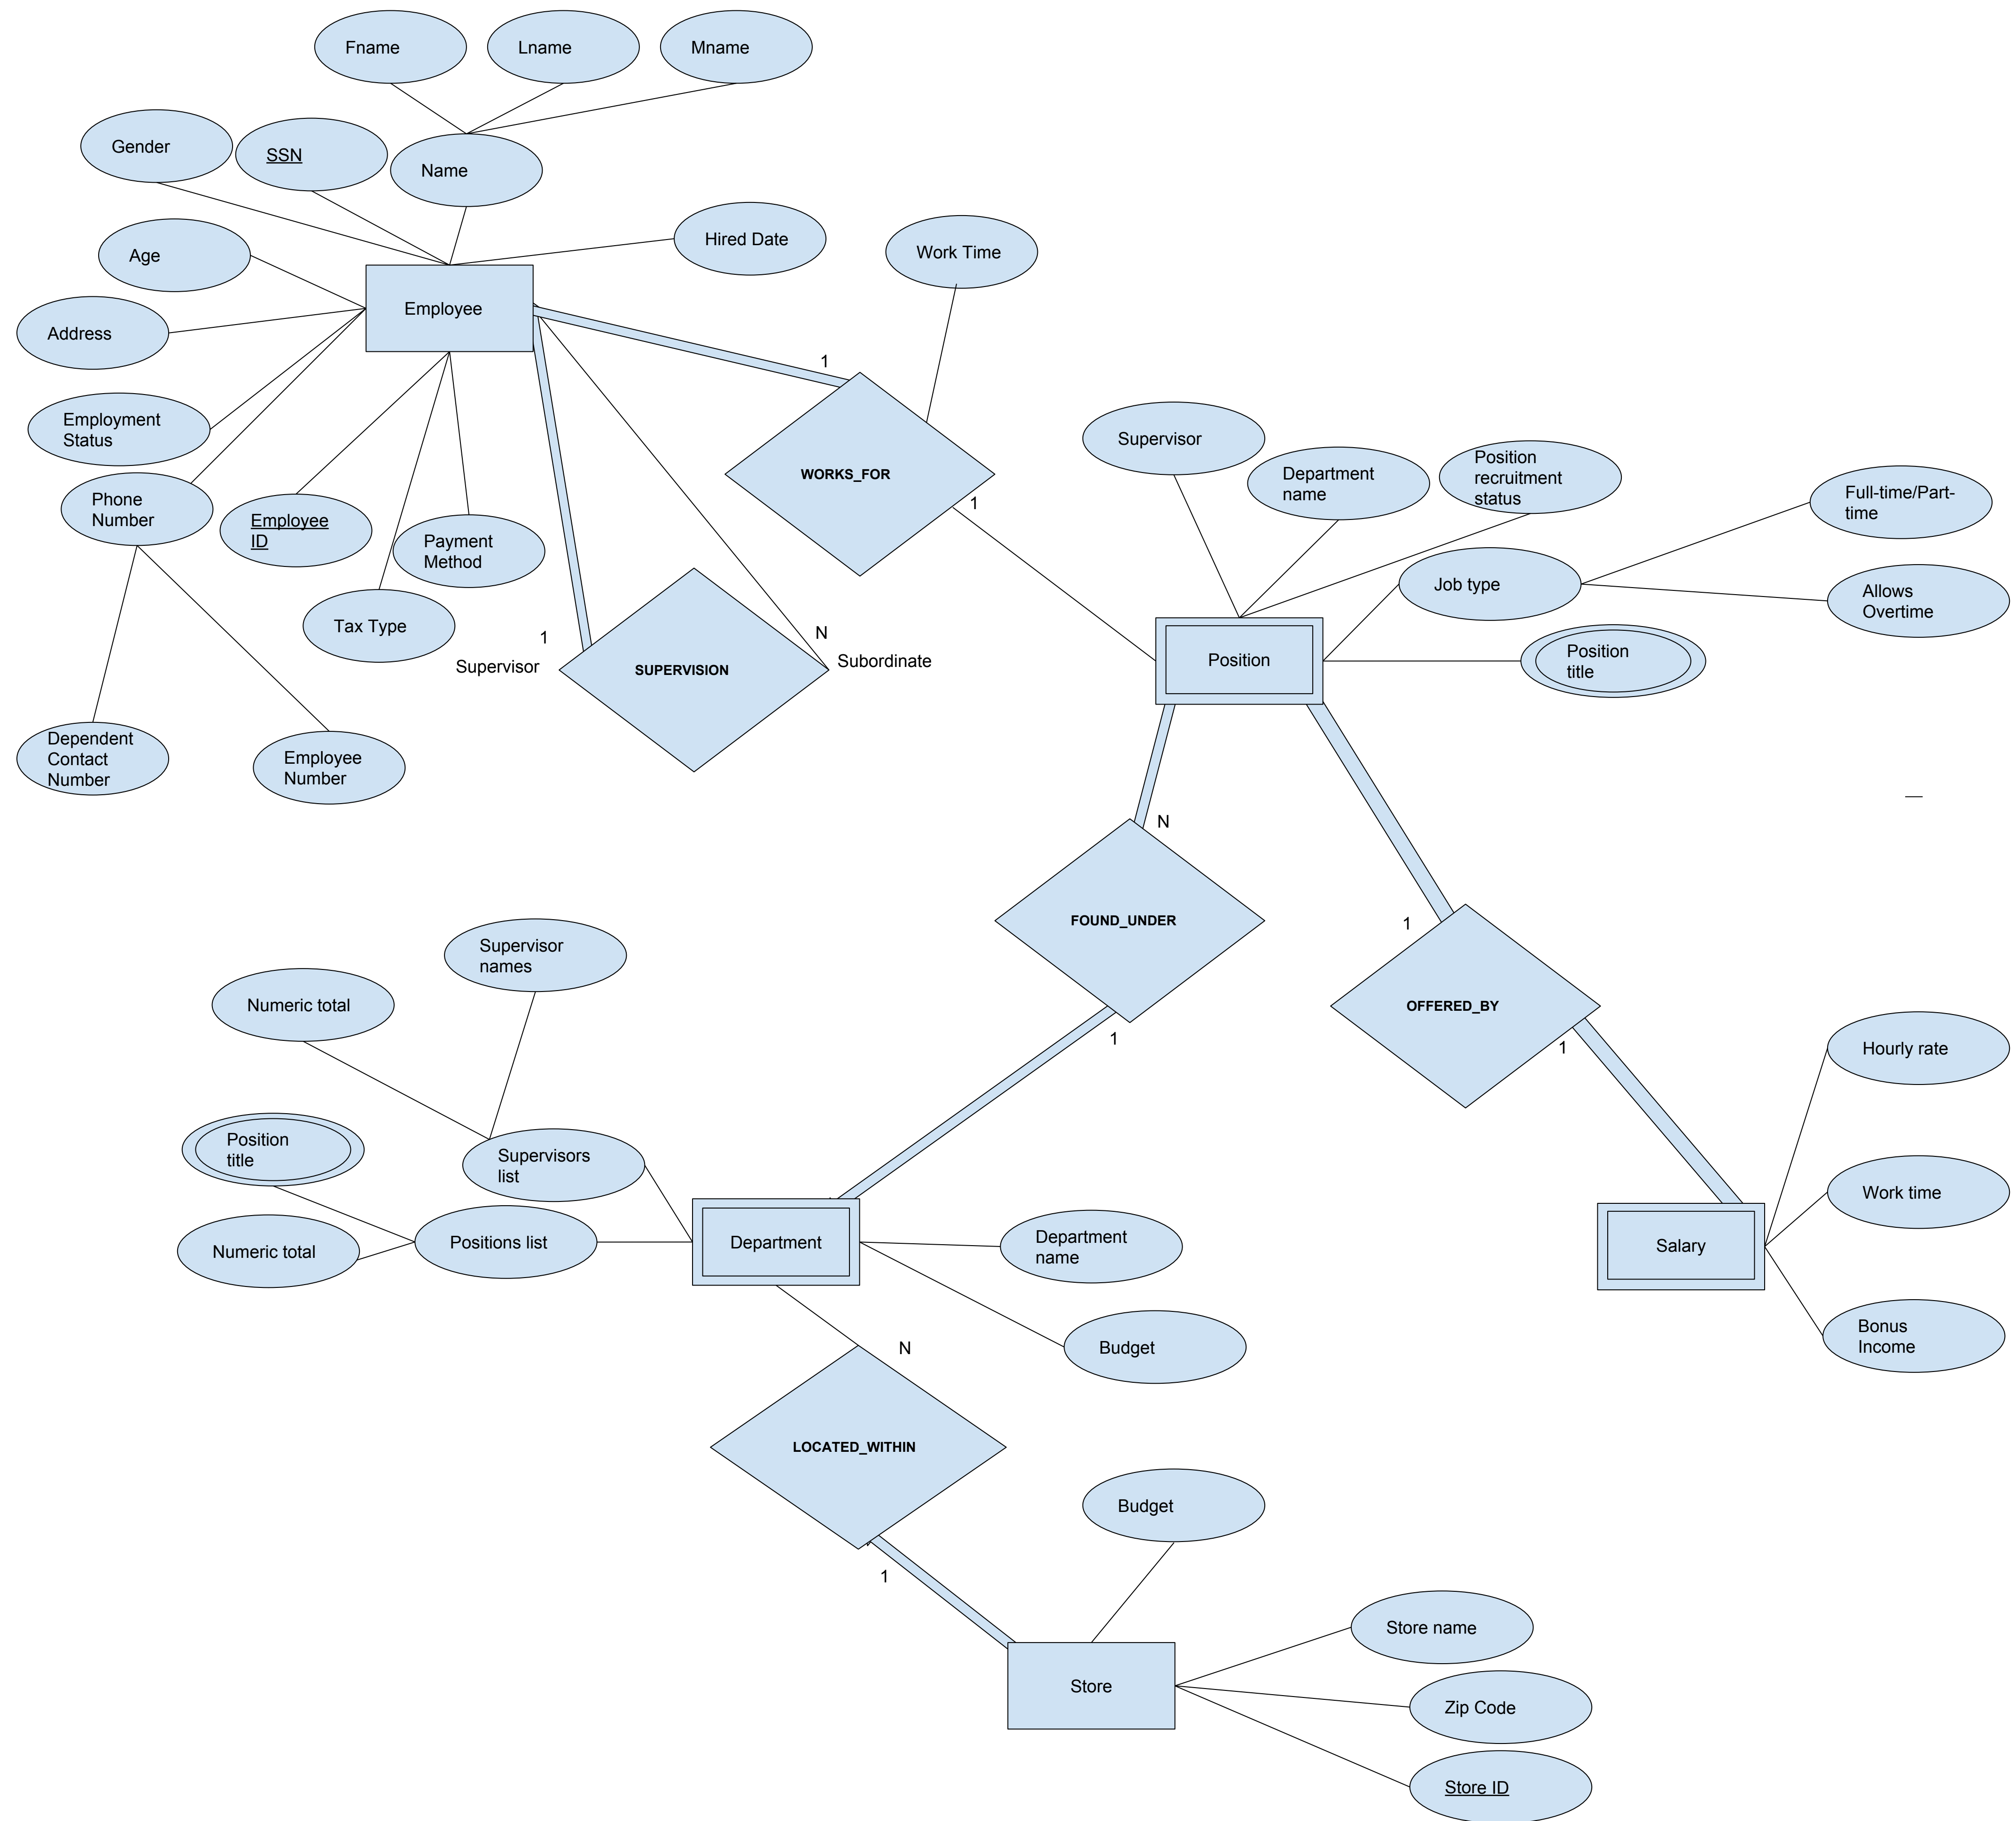 Fname
Lname
Mname
Gender
SSN
Name
Hired Date
Work Time
Age
Employee
Address
1
Employment
Status
WORKS_FOR
Supervisor
Department
name
Position
recruitment
status
Full-time/Part-
time
Phone
Number
Employee
ID
Payment
Method
1
Job type
Allows
Overtime
Tax Type
1
N
Supervisor
SUPERVISION
Subordinate
Position
Position
title
Dependent
Contact
Number
Employee
Number
N
Supervisor
names
FOUND_UNDER
1
Numeric total
OFFERED_BY
1
1
Hourly rate
Position
title
Supervisors
list
Work time
Numeric total
Positions list
Department
Department
name
Salary
N
Budget
Bonus
Income
LOCATED_WITHIN
Budget
1
Store name
Store
Zip Code
Store ID